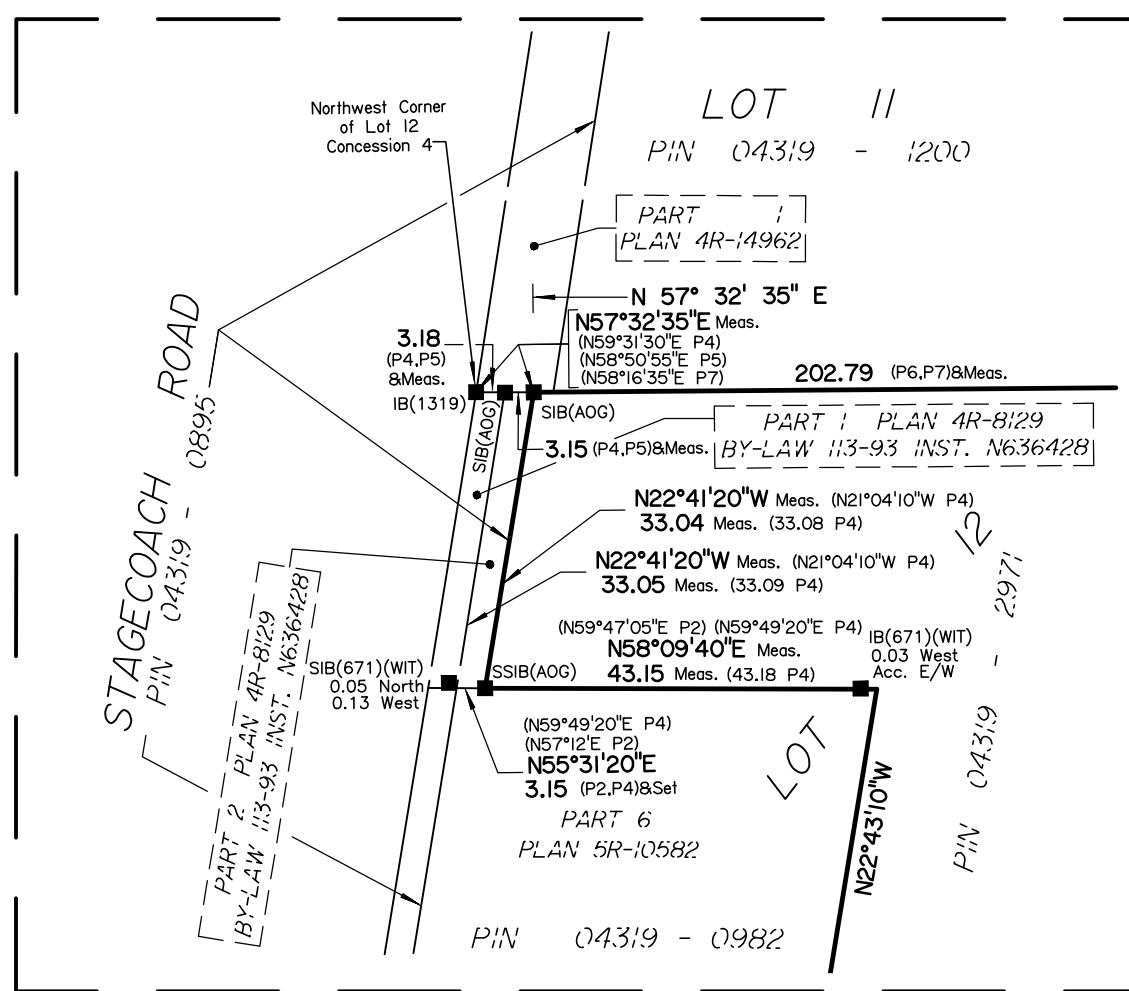 LOT 11
PIN 04319 - 1200
Northwest Corner
of Lot 12
Concession 4
PART 1
PLAN 4R-14962
N 57° 32' 35" E
N57°32'35"E Meas.
(N59°31'30"E P4)
(N58°50'55"E P5)
(N58°16'35"E P7)
3.18
(P4,P5)
&Meas.
202.79 (P6,P7)&Meas.
IB(1319)
SIB(AOG)
SIB(AOG)
PART 1 PLAN 4R-8129
BY-LAW 113-93 INST. N636428
3.15 (P4,P5)&Meas.
STAGECOACH ROAD
PIN 04319 - 0895
N22°41'20"W Meas. (N21°04'10"W P4)
33.04 Meas. (33.08 P4)
N22°41'20"W Meas. (N21°04'10"W P4)
33.05 Meas. (33.09 P4)
LOT 12
PIN 04319 - 2971
(N59°47'05"E P2) (N59°49'20"E P4)
N58°09'40"E Meas.
43.15 Meas. (43.18 P4)
IB(671)(WIT)
0.03 West
Acc. E/W
SIB(671)(WIT)
0.05 North
0.13 West
SSIB(AOG)
PART 2 PLAN 4R-8129
BY-LAW 113-93 INST. N636428
(N59°49'20"E P4)
(N57°12'E P2)
N55°31'20"E
3.15 (P2,P4)&Set
PART 6
PLAN 5R-10582
N22°43'10"W
PIN 04319 - 0982